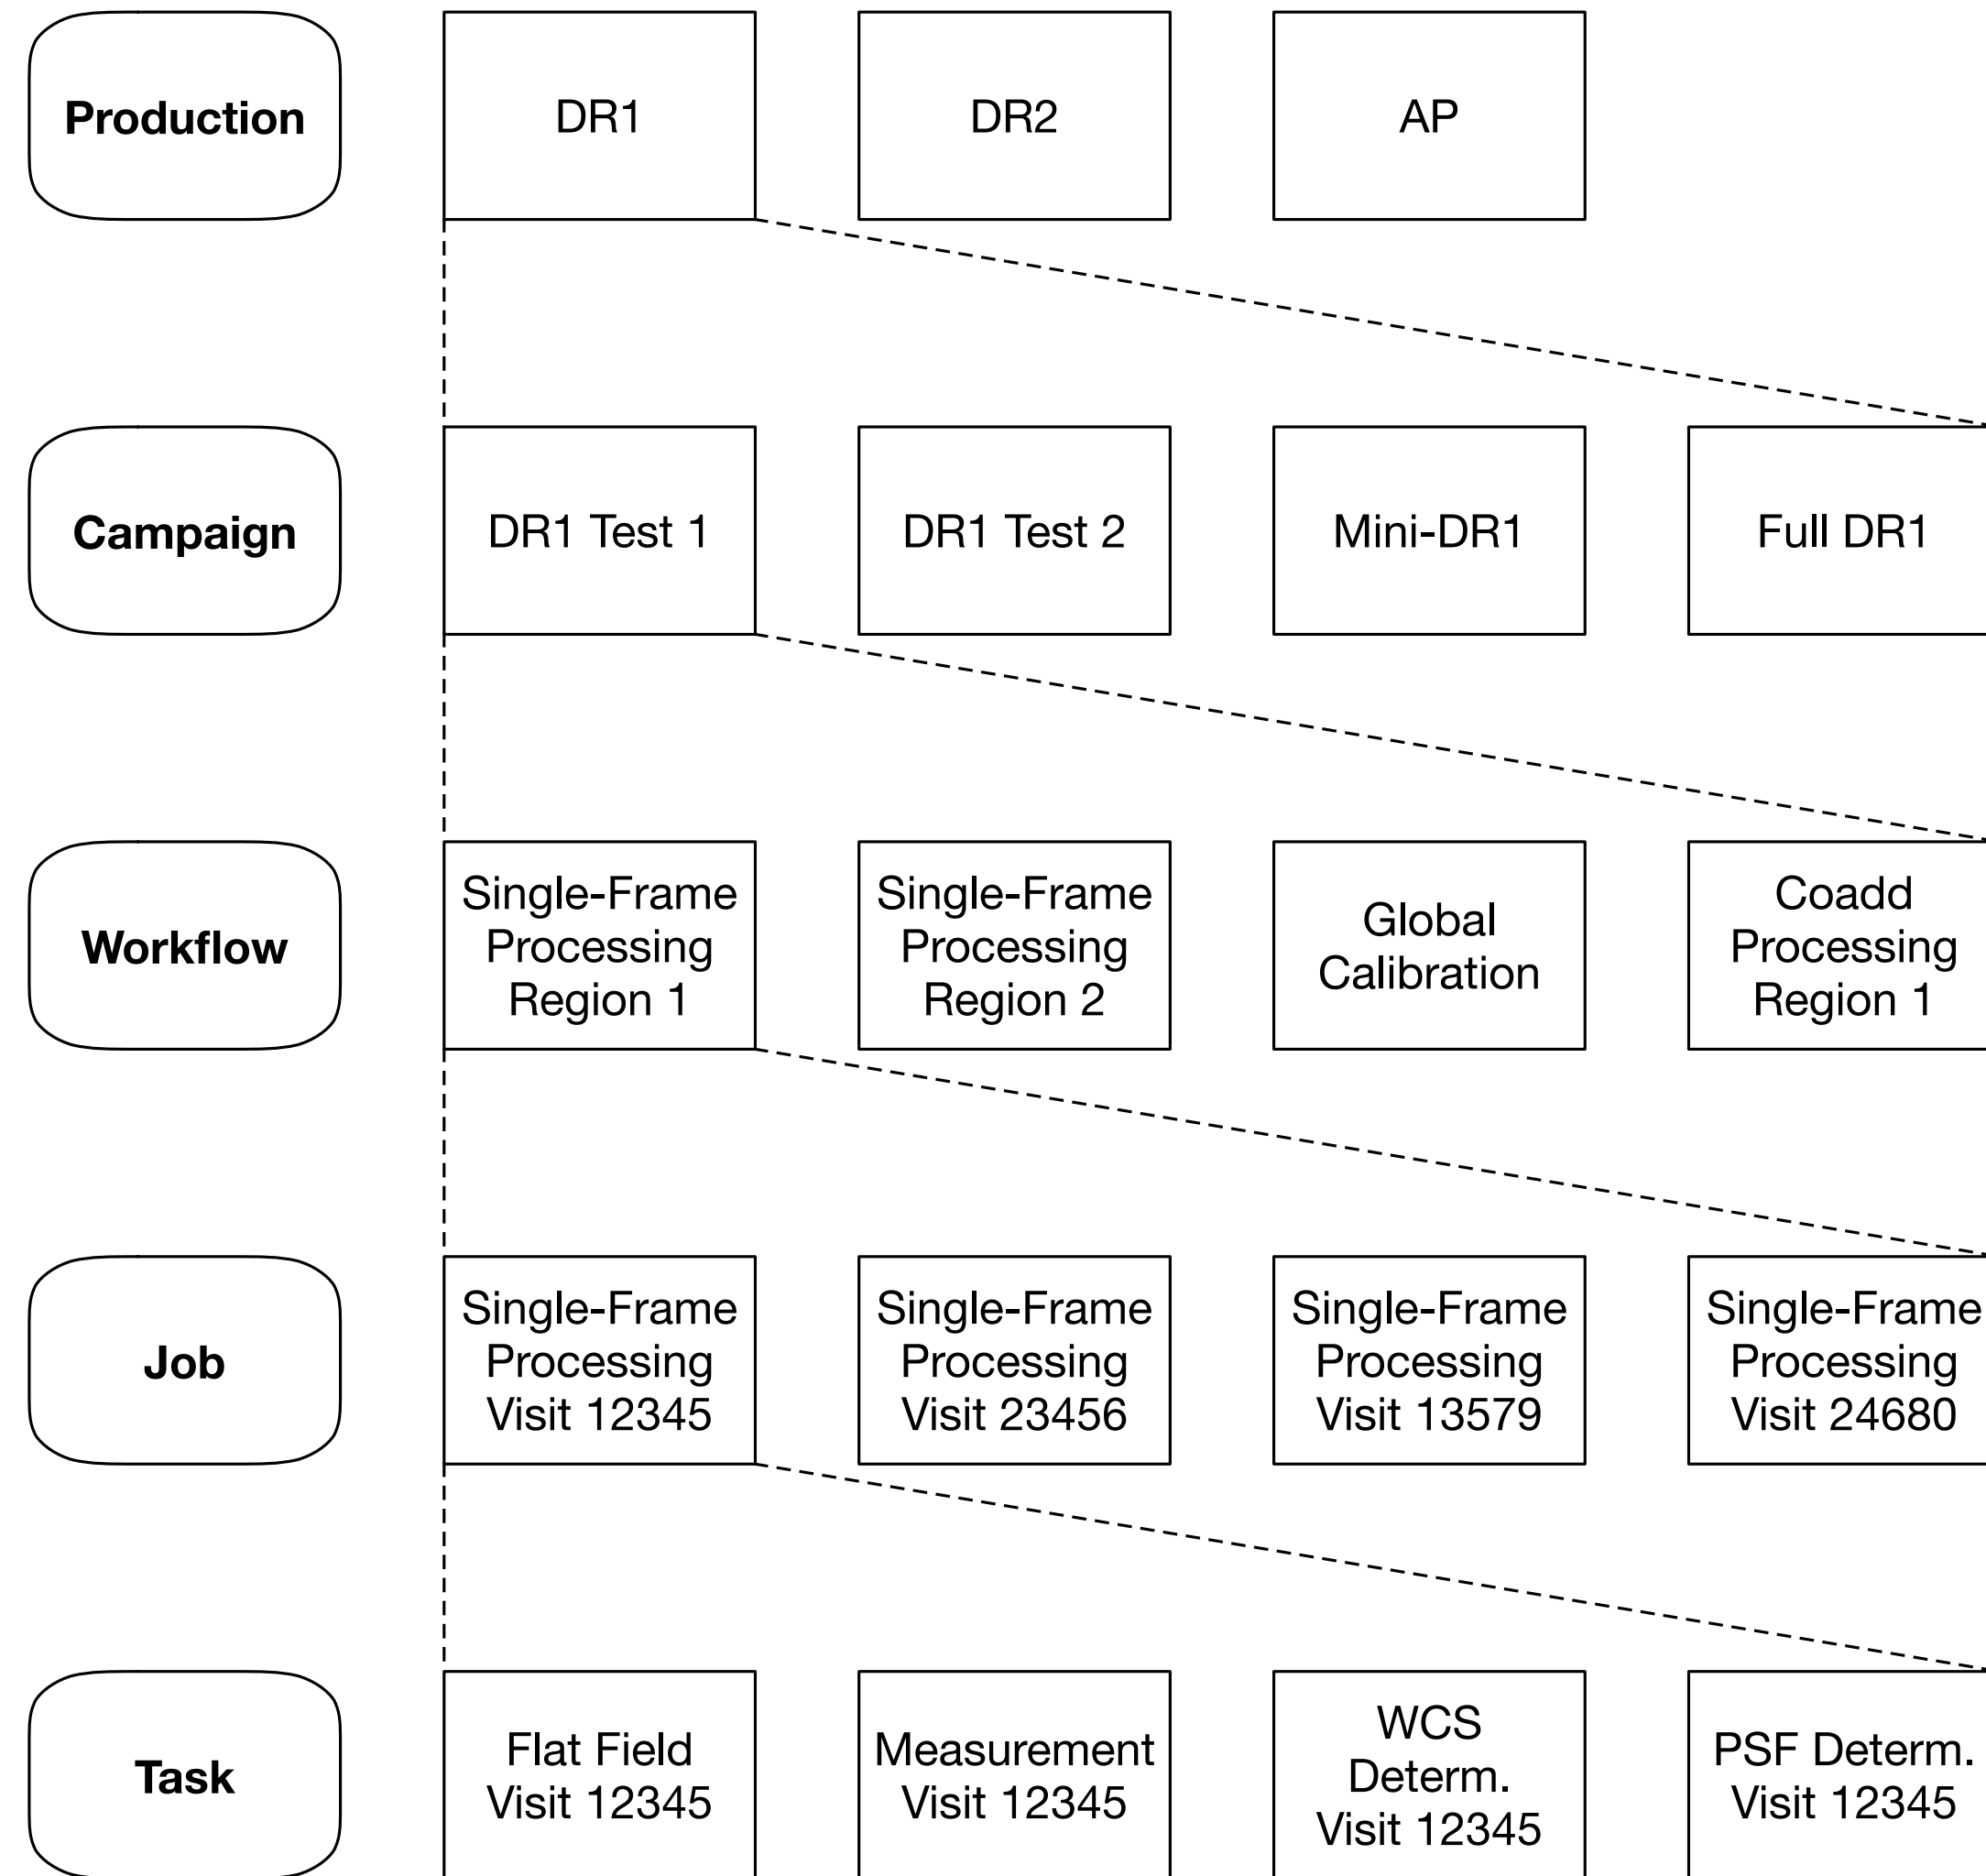 Production
DR1
DR2
AP
Campaign
DR1 Test 1
DR1 Test 2
Mini-DR1
Full DR1
Workflow
Single-Frame
Processing
Region 1
Single-Frame
Processing
Region 2
Global
Calibration
Coadd
Processing
Region 1
Job
Single-Frame
Processing
Visit 12345
Single-Frame
Processing
Visit 23456
Single-Frame
Processing
Visit 13579
Single-Frame
Processing
Visit 24680
Task
Flat Field
Visit 12345
Measurement
Visit 12345
WCS
Determ.
Visit 12345
PSF Determ.
Visit 12345